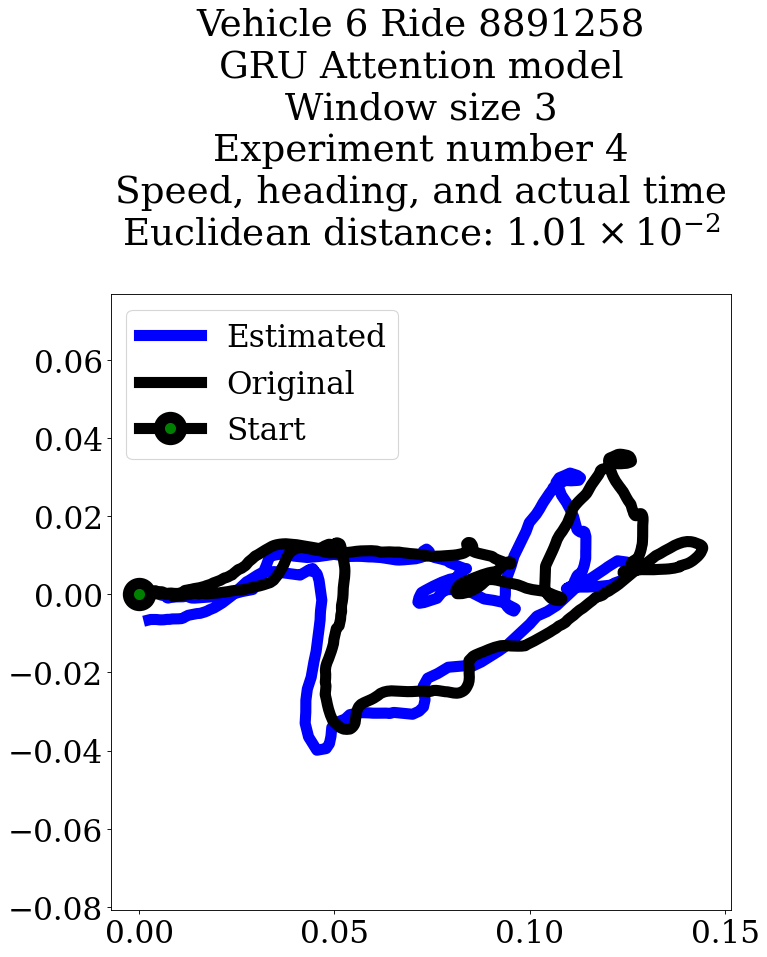 Vehicle 6 Ride 8891258
GRU Attention model
Window size 3
Experiment number 4
Speed, heading, and actual time
Euclidean distance: 1.01 × 10⁻²
Estimated
Original
Start
0.06
0.04
0.02
0.00
−0.02
−0.04
−0.06
−0.08
0.00 0.05 0.10 0.15